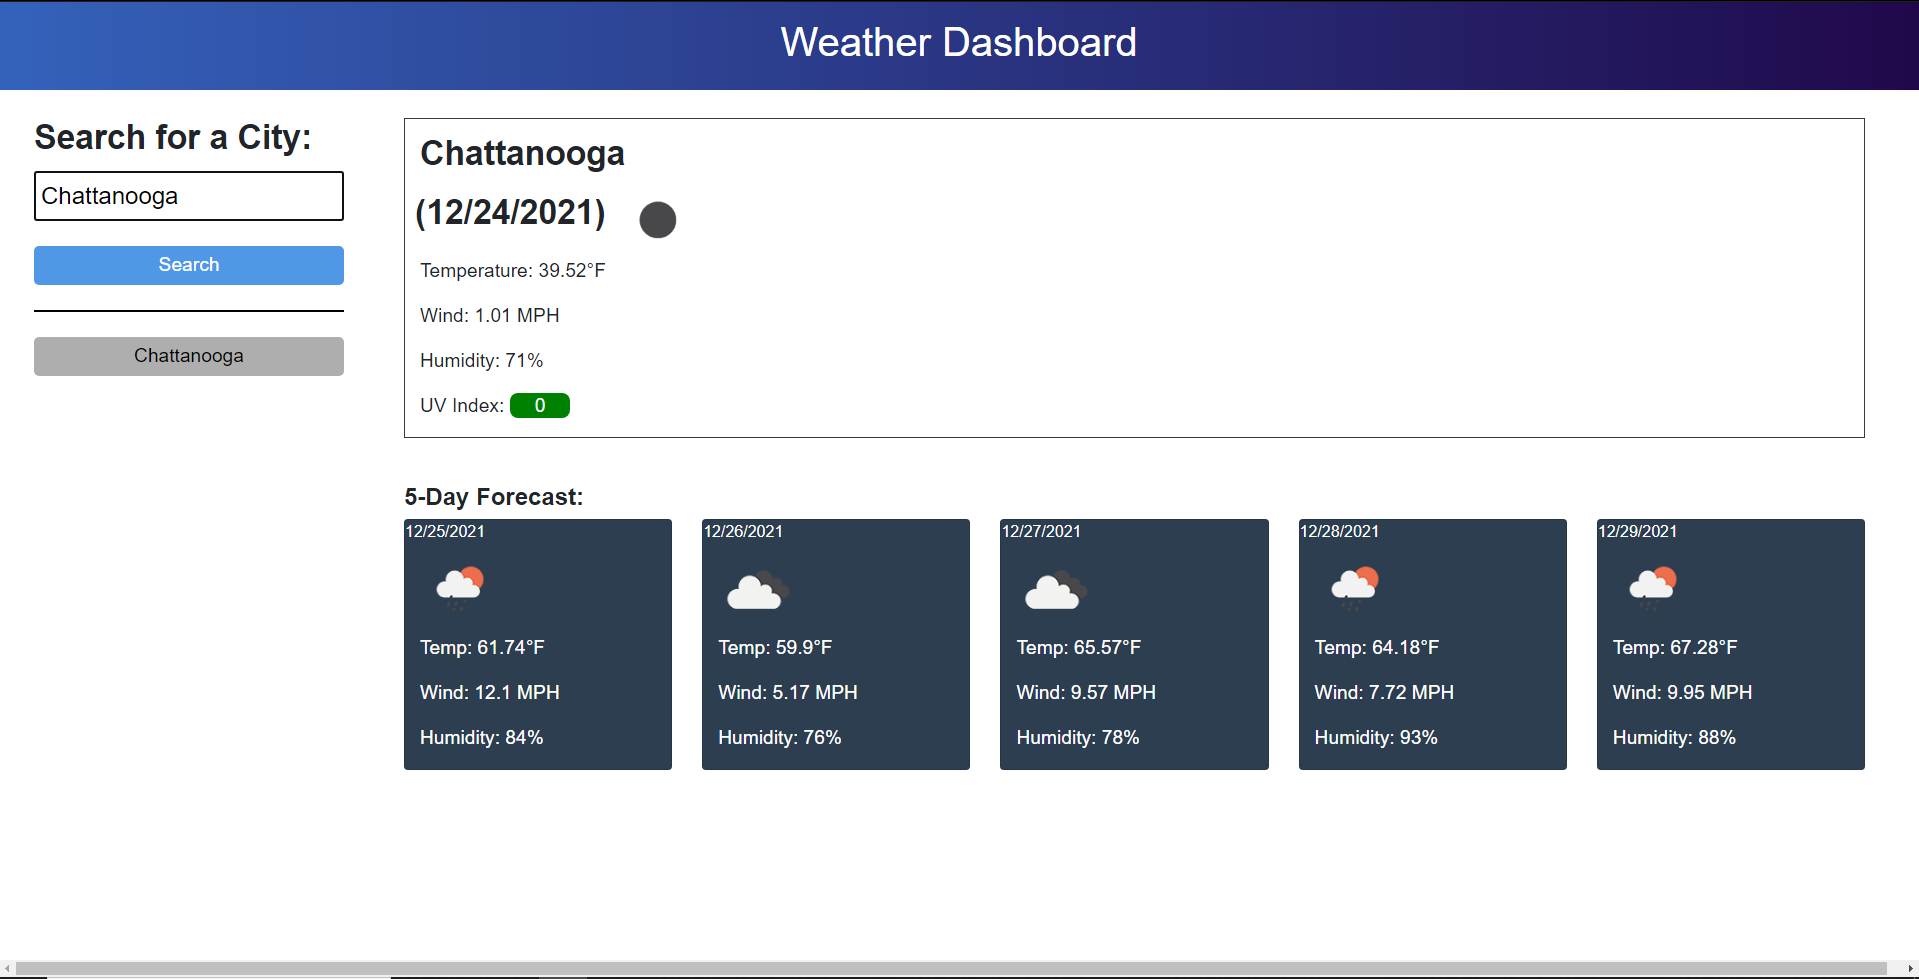 Weather Dashboard
Search for a City:
Chattanooga
Search
Chattanooga
Chattanooga
(12/24/2021)
Temperature: 39.52°F
Wind: 1.01 MPH
Humidity: 71%
UV Index: 0
5-Day Forecast:
12/25/2021
Temp: 61.74°F
Wind: 12.1 MPH
Humidity: 84%
12/26/2021
Temp: 59.9°F
Wind: 5.17 MPH
Humidity: 76%
12/27/2021
Temp: 65.57°F
Wind: 9.57 MPH
Humidity: 78%
12/28/2021
Temp: 64.18°F
Wind: 7.72 MPH
Humidity: 93%
12/29/2021
Temp: 67.28°F
Wind: 9.95 MPH
Humidity: 88%